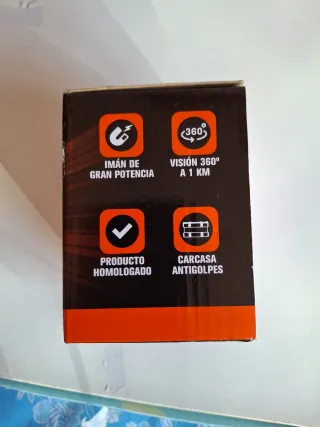 360°
IMÁN DE
GRAN POTENCIA
VISIÓN 360º
A 1 KM
PRODUCTO
HOMOLOGADO
CARCASA
ANTIGOLPES